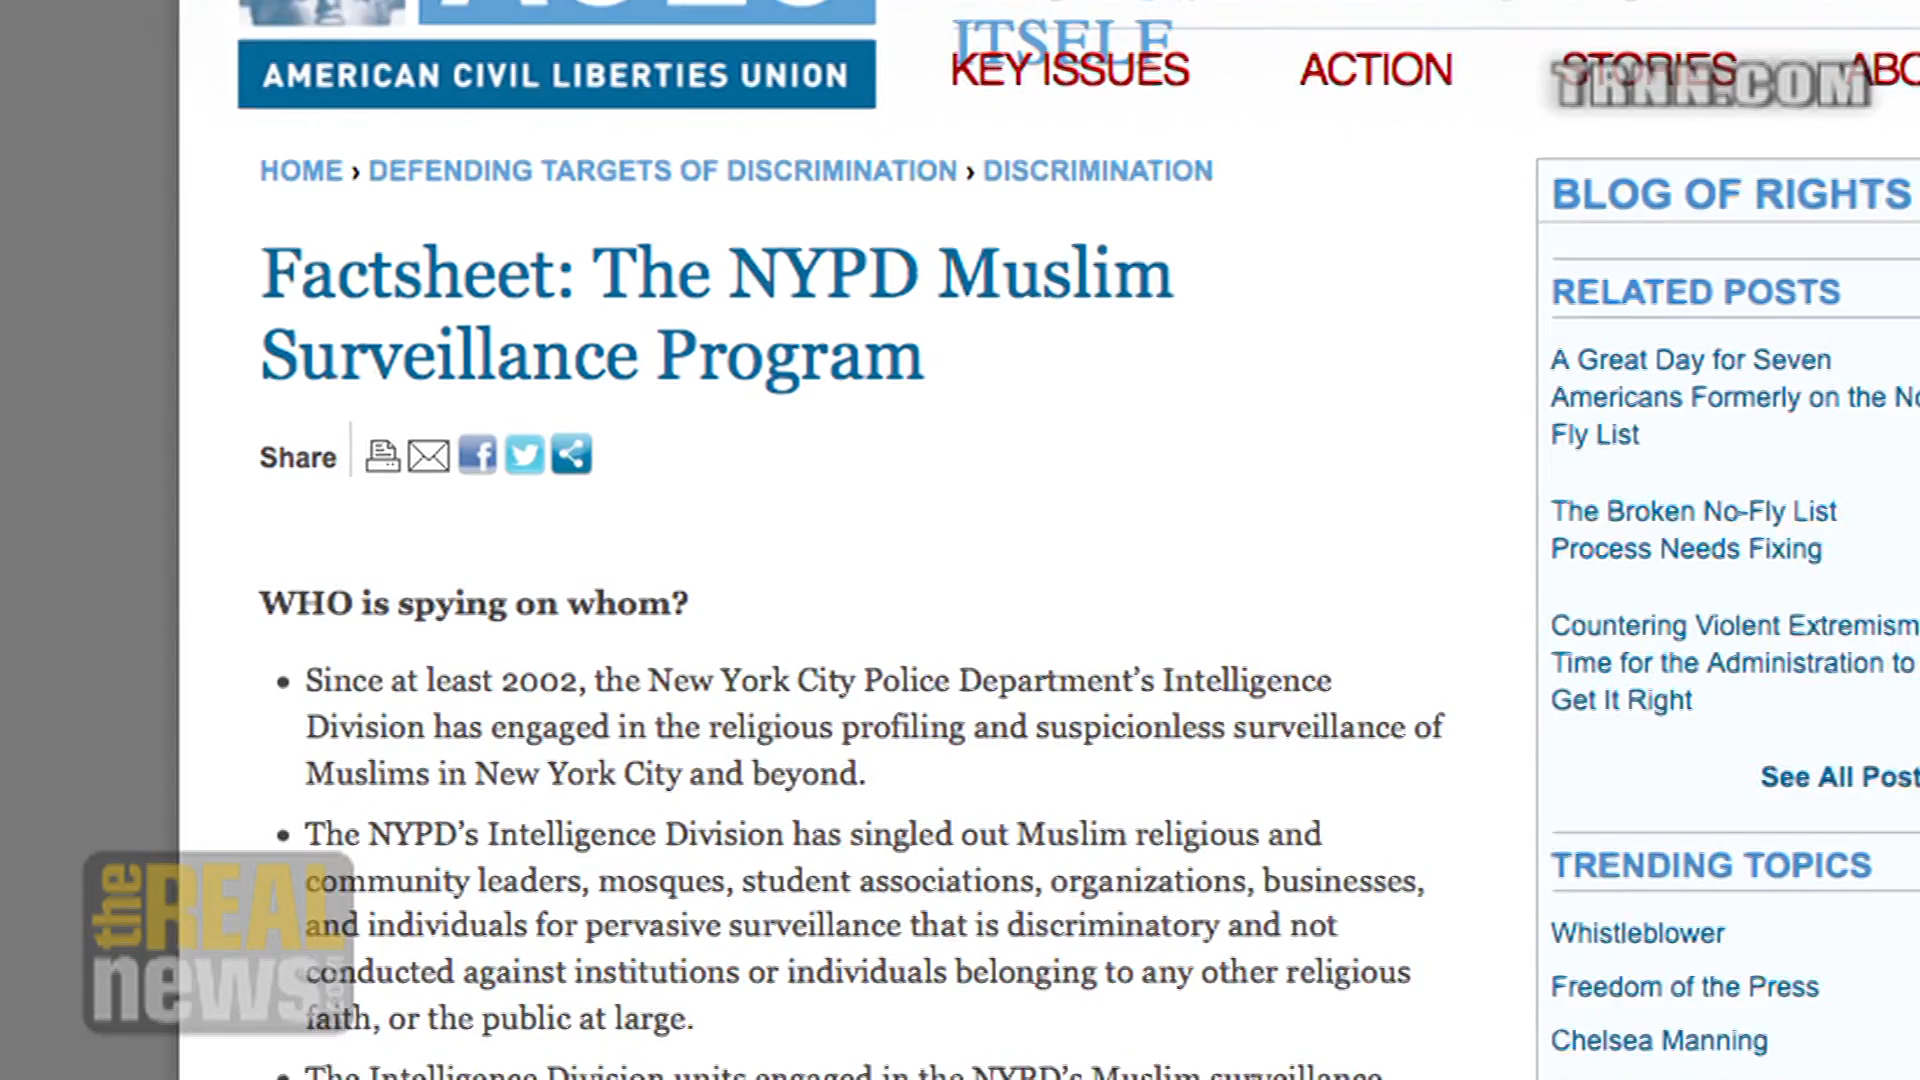 ITSELF
AMERICAN CIVIL LIBERTIES UNION
KEY ISSUES
ACTION
STORIES
TRNN.COM
HOME › DEFENDING TARGETS OF DISCRIMINATION › DISCRIMINATION
Factsheet: The NYPD Muslim
Surveillance Program
Share
WHO is spying on whom?
• Since at least 2002, the New York City Police Department’s Intelligence
Division has engaged in the religious profiling and suspicionless surveillance of
Muslims in New York City and beyond.
• The NYPD’s Intelligence Division has singled out Muslim religious and
community leaders, mosques, student associations, organizations, businesses,
and individuals for pervasive surveillance that is discriminatory and not
conducted against institutions or individuals belonging to any other religious
faith, or the public at large.
• The Intelligence Division units engaged in the NYPD’s Muslim surveillance
BLOG OF RIGHTS
RELATED POSTS
A Great Day for Seven
Americans Formerly on the No
Fly List
The Broken No-Fly List
Process Needs Fixing
Countering Violent Extremism
Time for the Administration to
Get It Right
See All Post
TRENDING TOPICS
Whistleblower
Freedom of the Press
Chelsea Manning
the REAL
news